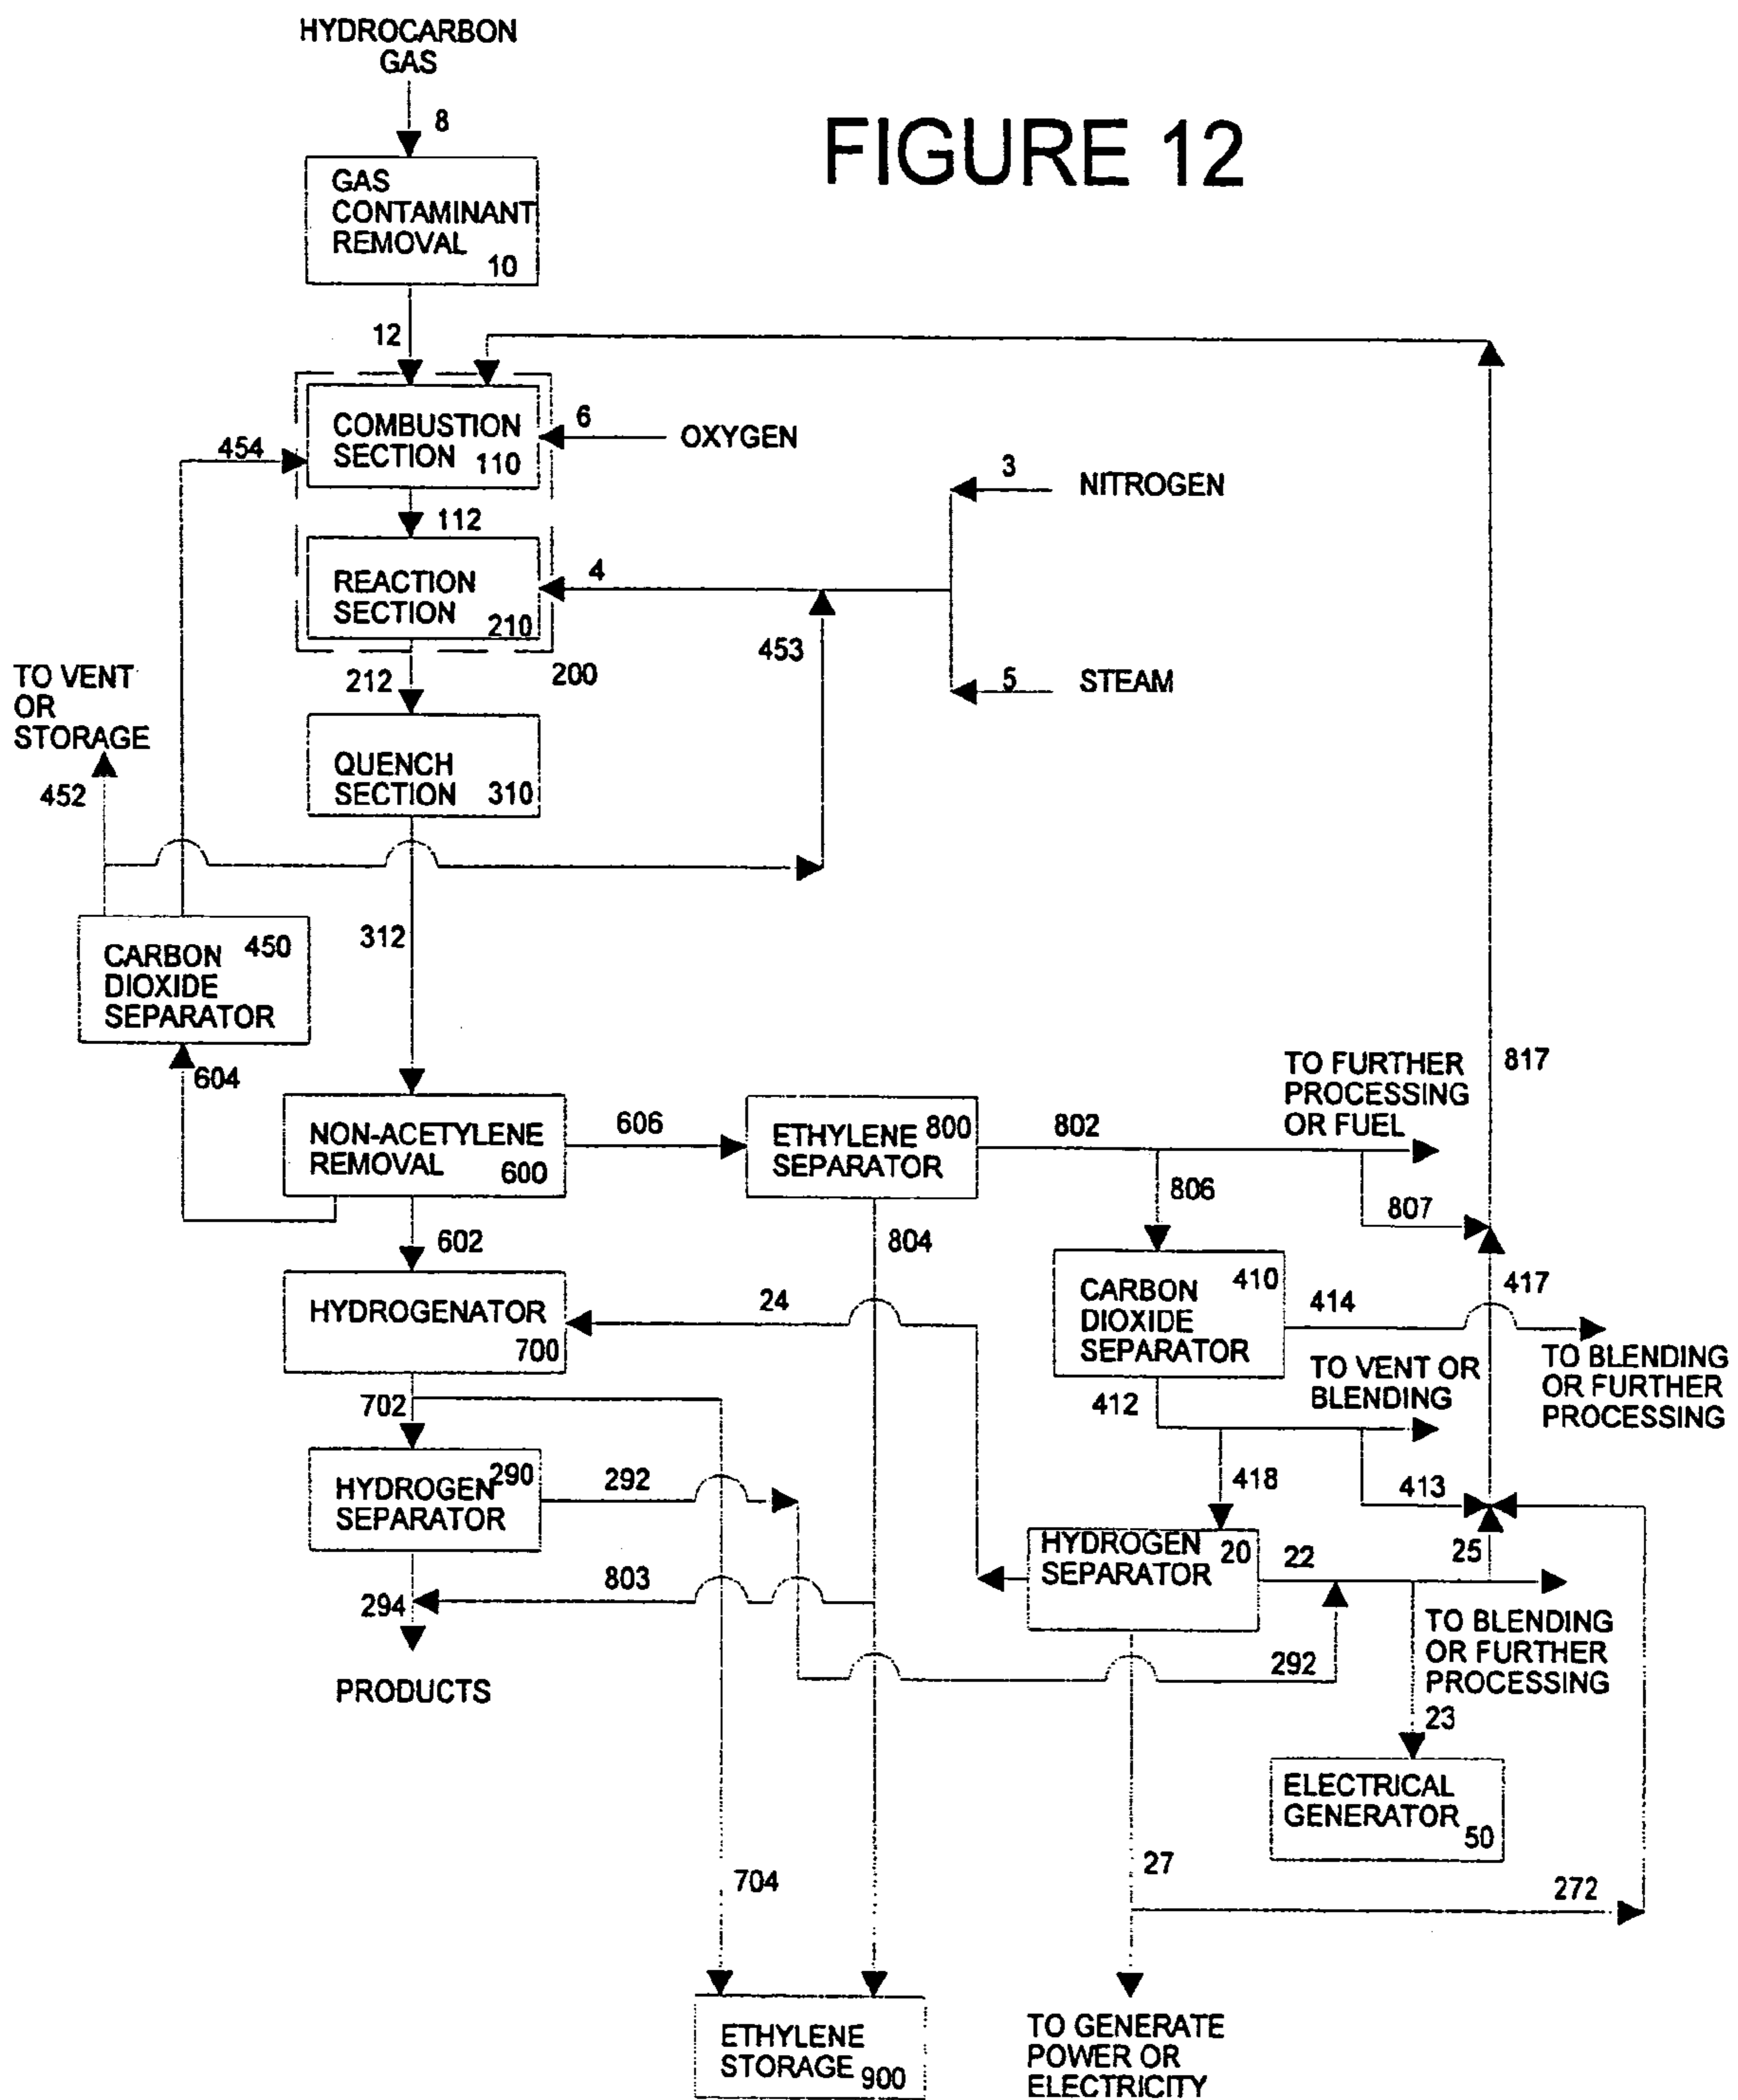 HYDROCARBON
GAS
8
FIGURE 12
GAS
CONTAMINANT
REMOVAL
10
12
COMBUSTION
SECTION 110
6
OXYGEN
454
3
NITROGEN
112
REACTION
SECTION
210
4
453
5
STEAM
212
200
TO VENT
OR
STORAGE
452
QUENCH
SECTION 310
CARBON 450
DIOXIDE
SEPARATOR
312
604
817
TO FURTHER
PROCESSING
OR FUEL
NON-ACETYLENE
REMOVAL
600
606
ETHYLENE 800
SEPARATOR
802
806
807
602
804
HYDROGENATOR
700
24
CARBON 410
DIOXIDE
SEPARATOR
414
417
TO VENT OR
BLENDING
TO BLENDING
OR FURTHER
PROCESSING
702
412
HYDROGEN 290
SEPARATOR
292
418
413
HYDROGEN 20
SEPARATOR
22
25
803
294
PRODUCTS
292
TO BLENDING
OR FURTHER
PROCESSING
23
ELECTRICAL
GENERATOR 50
704
27
272
ETHYLENE
STORAGE 900
TO GENERATE
POWER OR
ELECTRICITY